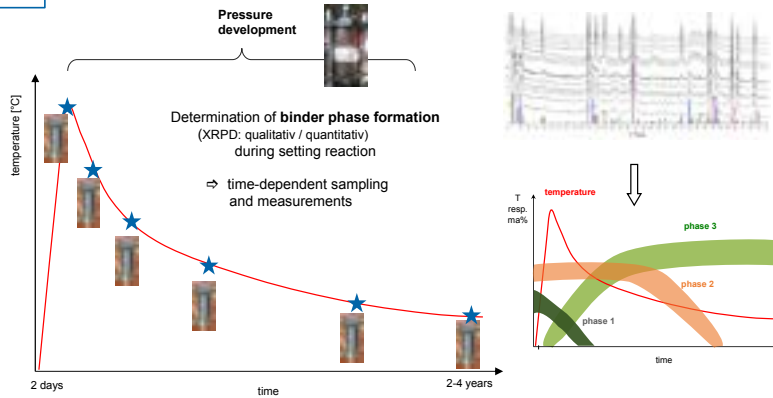 Pressure
development
temperature [°C]
Determination of binder phase formation
(XRPD: qualitativ / quantitativ)
during setting reaction
⇨ time-dependent sampling
and measurements
2 days
time
2-4 years
T
resp.
ma%
temperature
phase 3
phase 2
phase 1
time